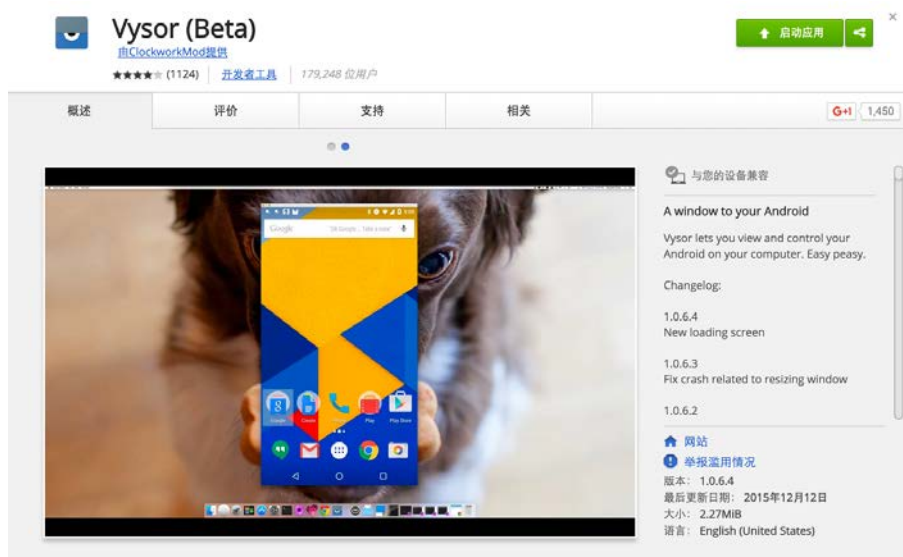 Vysor (Beta)
由ClockworkMod提供
(1124) 开发者工具 179,248 位用户
启动应用
概述 评价 支持 相关
G+1 1,450
与您的设备兼容
A window to your Android
Vysor lets you view and control your
Android on your computer. Easy peasy.
Changelog:
1.0.6.4
New loading screen
1.0.6.3
Fix crash related to resizing window
1.0.6.2
网站
举报滥用情况
版本: 1.0.6.4
最后更新日期: 2015年12月12日
大小: 2.27MiB
语言: English (United States)
Google
Play Play Store